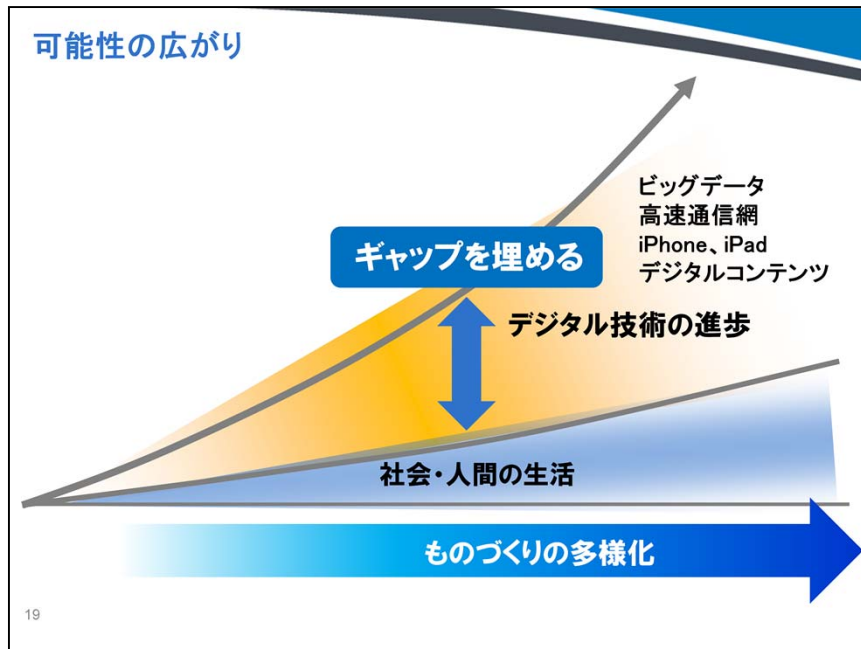 可能性の広がり
ビッグデータ
高速通信網
iPhone、iPad
デジタルコンテンツ
ギャップを埋める
デジタル技術の進歩
社会・人間の生活
ものづくりの多様化
19